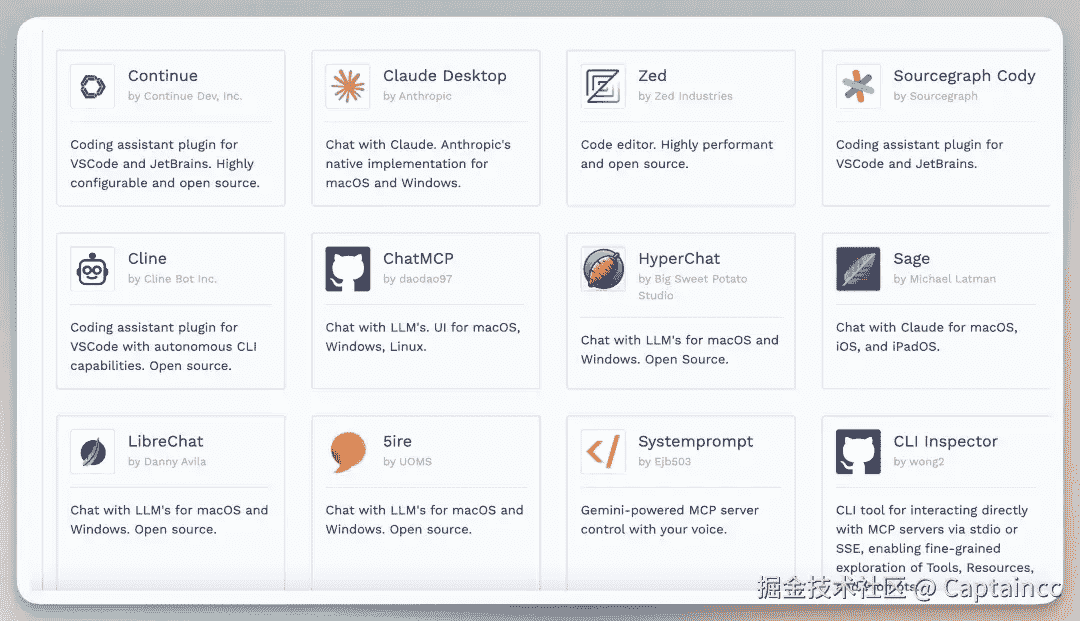 Continue
by Continue Dev, Inc.
Coding assistant plugin for
VSCode and JetBrains. Highly
configurable and open source.
Claude Desktop
by Anthropic
Chat with Claude. Anthropic's
native implementation for
macOS and Windows.
Zed
by Zed Industries
Code editor. Highly performant
and open source.
Sourcegraph Cody
by Sourcegraph
Coding assistant plugin for
VSCode and JetBrains.
Cline
by Cline Bot Inc.
Coding assistant plugin for
VSCode with autonomous CLI
capabilities. Open source.
ChatMCP
by daodao97
Chat with LLM's. UI for macOS,
Windows, Linux.
HyperChat
by Big Sweet Potato
Studio
Chat with LLM's for macOS and
Windows. Open Source.
Sage
by Michael Latman
Chat with Claude for macOS,
iOS, and iPadOS.
LibreChat
by Danny Avila
Chat with LLM's for macOS and
Windows. Open source.
5ire
by UOMS
Chat with LLM's for macOS and
Windows. Open source.
Systemprompt
by Ejb503
Gemini-powered MCP server
control with your voice.
CLI Inspector
by wong2
CLI tool for interacting directly
with MCP servers via stdio or
SSE, enabling fine-grained
exploration of Tools, Resources,
掘金技术社区 @ Captaincc